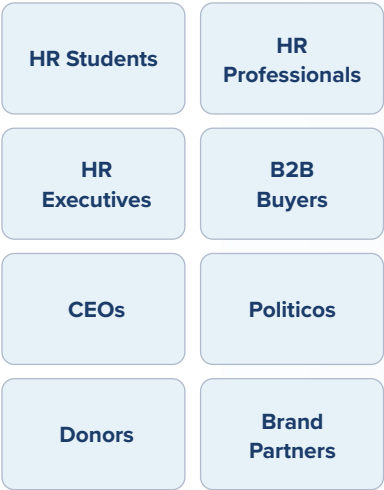 HR Students
HR
Professionals
HR
Executives
B2B
Buyers
CEOs
Politicos
Donors
Brand
Partners